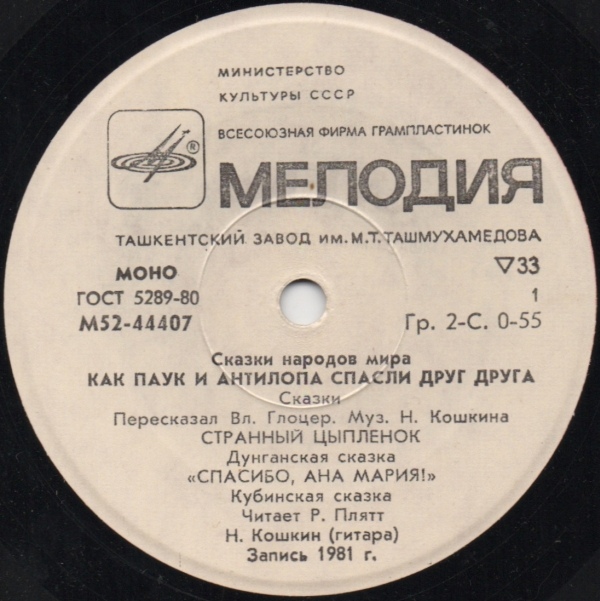 МИНИСТЕРСТВО
КУЛЬТУРЫ СССР
ВСЕСОЮЗНАЯ ФИРМА ГРАМПЛАСТИНОК
®
МЕЛОДИЯ
ТАШКЕНТСКИЙ ЗАВОД ИМ. М.Т. ТАШМУХАМЕДОВА
МОНО ▽33
ГОСТ 5289-80 1
М52-44407 Гр. 2-С. 0-55
Сказки народов мира
КАК ПАУК И АНТИЛОПА СПАСЛИ ДРУГ ДРУГА
Сказки
Пересказал Вл. Глоцер. Муз. Н. Кошкина
СТРАННЫЙ ЦЫПЛЕНОК
Дунганская сказка
«СПАСИБО, АНА МАРИЯ!»
Кубинская сказка
Читает Р. Плятт
Н. Кошкин (гитара)
Запись 1981 г.